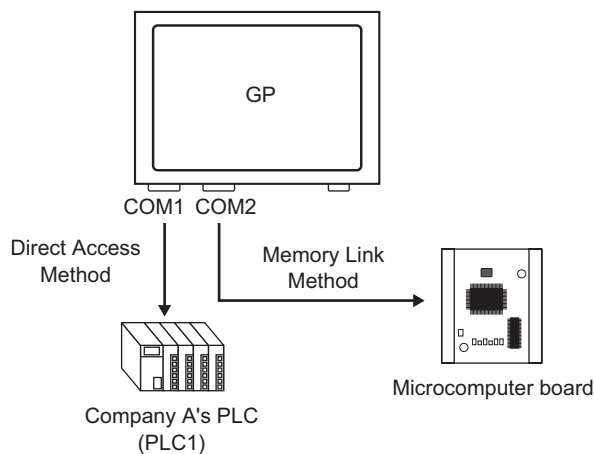 GP
COM1 COM2
Direct Access
Method
Memory Link
Method
Microcomputer board
Company A's PLC
(PLC1)